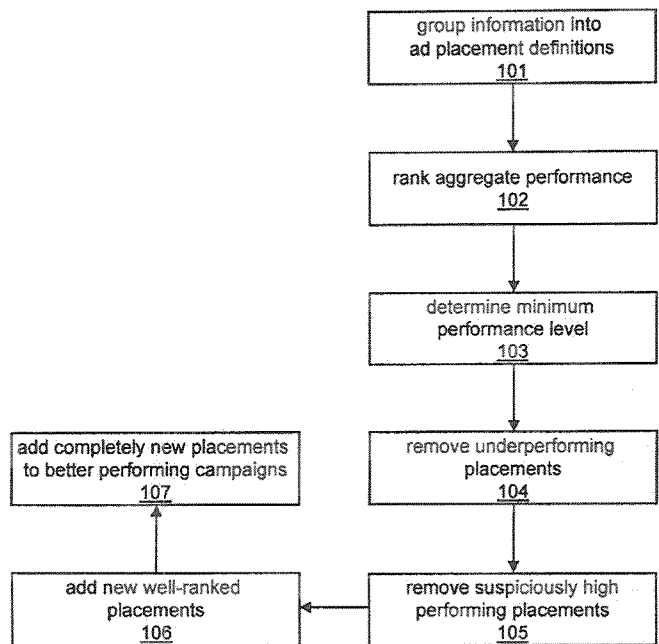 group information into
ad placement definitions
101
rank aggregate performance
102
determine minimum
performance level
103
remove underperforming
placements
104
remove suspiciously high
performing placements
105
add new well-ranked
placements
106
add completely new placements
to better performing campaigns
107